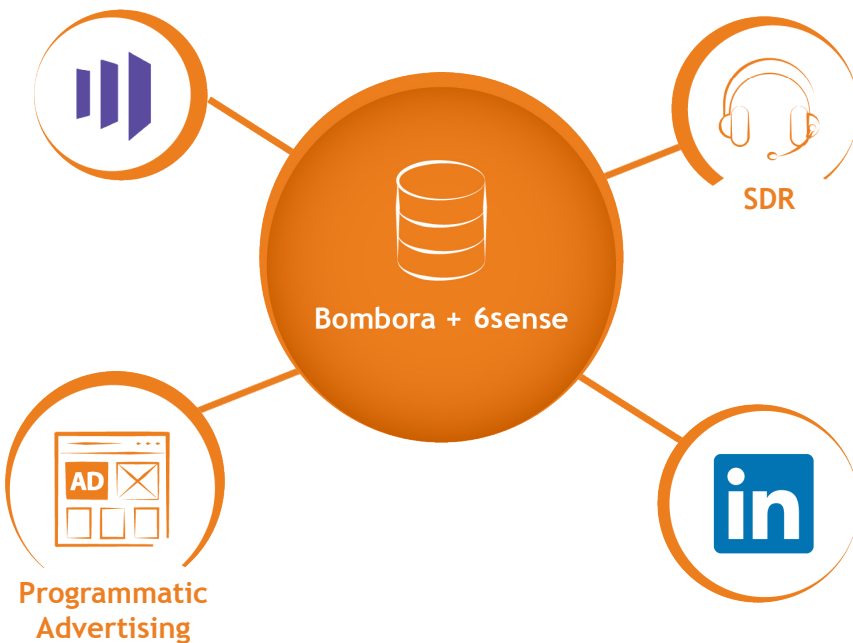 SDR
Bombora + 6sense
AD
in
Programmatic
Advertising